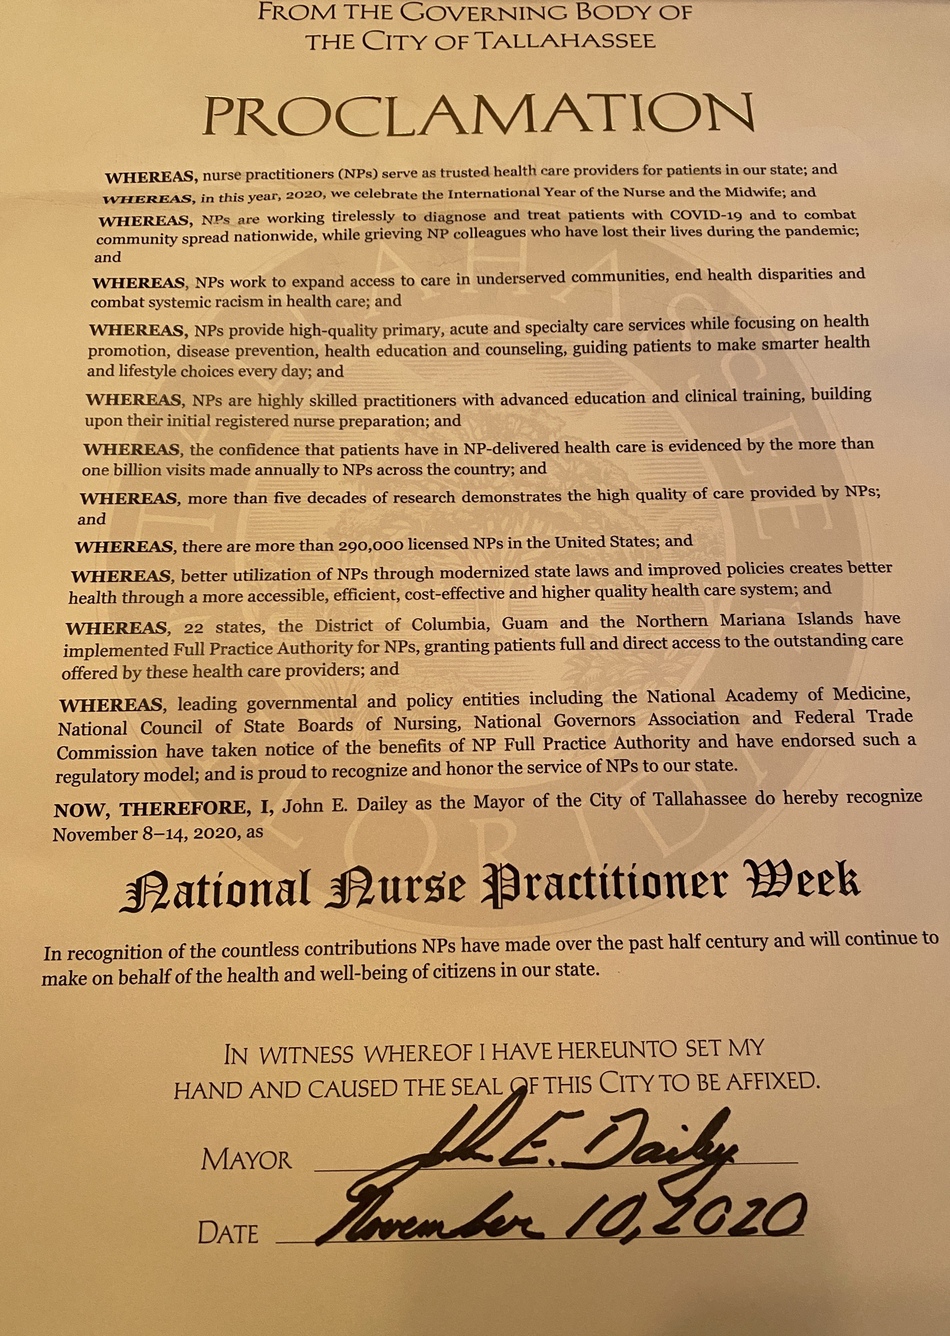 FROM THE GOVERNING BODY OF
THE CITY OF TALLAHASSEE
PROCLAMATION
WHEREAS, nurse practitioners (NPs) serve as trusted health care providers for patients in our state; and
WHEREAS, in this year, 2020, we celebrate the International Year of the Nurse and the Midwife; and
WHEREAS, NPs are working tirelessly to diagnose and treat patients with COVID-19 and to combat
community spread nationwide, while grieving NP colleagues who have lost their lives during the pandemic;
and
WHEREAS, NPs work to expand access to care in underserved communities, end health disparities and
combat systemic racism in health care; and
WHEREAS, NPs provide high-quality primary, acute and specialty care services while focusing on health
promotion, disease prevention, health education and counseling, guiding patients to make smarter health
and lifestyle choices every day; and
WHEREAS, NPs are highly skilled practitioners with advanced education and clinical training, building
upon their initial registered nurse preparation; and
WHEREAS, the confidence that patients have in NP-delivered health care is evidenced by the more than
one billion visits made annually to NPs across the country; and
WHEREAS, more than five decades of research demonstrates the high quality of care provided by NPs;
and
WHEREAS, there are more than 290,000 licensed NPs in the United States; and
WHEREAS, better utilization of NPs through modernized state laws and improved policies creates better
health through a more accessible, efficient, cost-effective and higher quality health care system; and
WHEREAS, 22 states, the District of Columbia, Guam and the Northern Mariana Islands have
implemented Full Practice Authority for NPs, granting patients full and direct access to the outstanding care
offered by these health care providers; and
WHEREAS, leading governmental and policy entities including the National Academy of Medicine,
National Council of State Boards of Nursing, National Governors Association and Federal Trade
Commission have taken notice of the benefits of NP Full Practice Authority and have endorsed such a
regulatory model; and is proud to recognize and honor the service of NPs to our state.
NOW, THEREFORE, I, John E. Dailey as the Mayor of the City of Tallahassee do hereby recognize
November 8–14, 2020, as
National Nurse Practitioner Week
In recognition of the countless contributions NPs have made over the past half century and will continue to
make on behalf of the health and well-being of citizens in our state.
IN WITNESS WHEREOF I HAVE HEREUNTO SET MY
HAND AND CAUSED THE SEAL OF THIS CITY TO BE AFFIXED.
MAYOR John E. Dailey
DATE November 10, 2020
TALLAHASSEE
FLORIDA